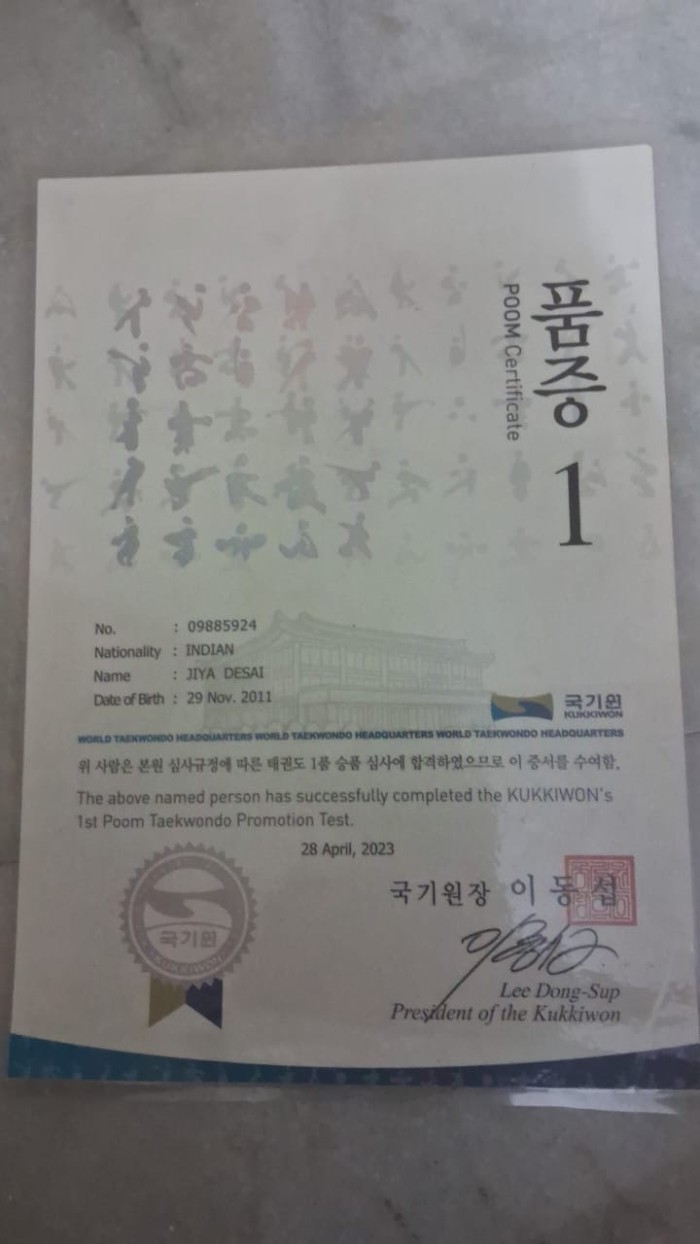 품증
POOM Certificate
1
No. : 09885924
Nationality : INDIAN
Name : JIYA DESAI
Date of Birth : 29 Nov. 2011
국기원
KUKKIWON
WORLD TAEKWONDO HEADQUARTERS WORLD TAEKWONDO HEADQUARTERS WORLD TAEKWONDO HEADQUARTERS
위 사람은 본원 심사규정에 따른 태권도 1품 승품 심사에 합격하였으므로 이 증서를 수여함.
The above named person has successfully completed the KUKKIWON's
1st Poom Taekwondo Promotion Test.
28 April, 2023
국기원
KUKKIWON
국기원장 이동섭
Lee Dong-Sup
President of the Kukkiwon